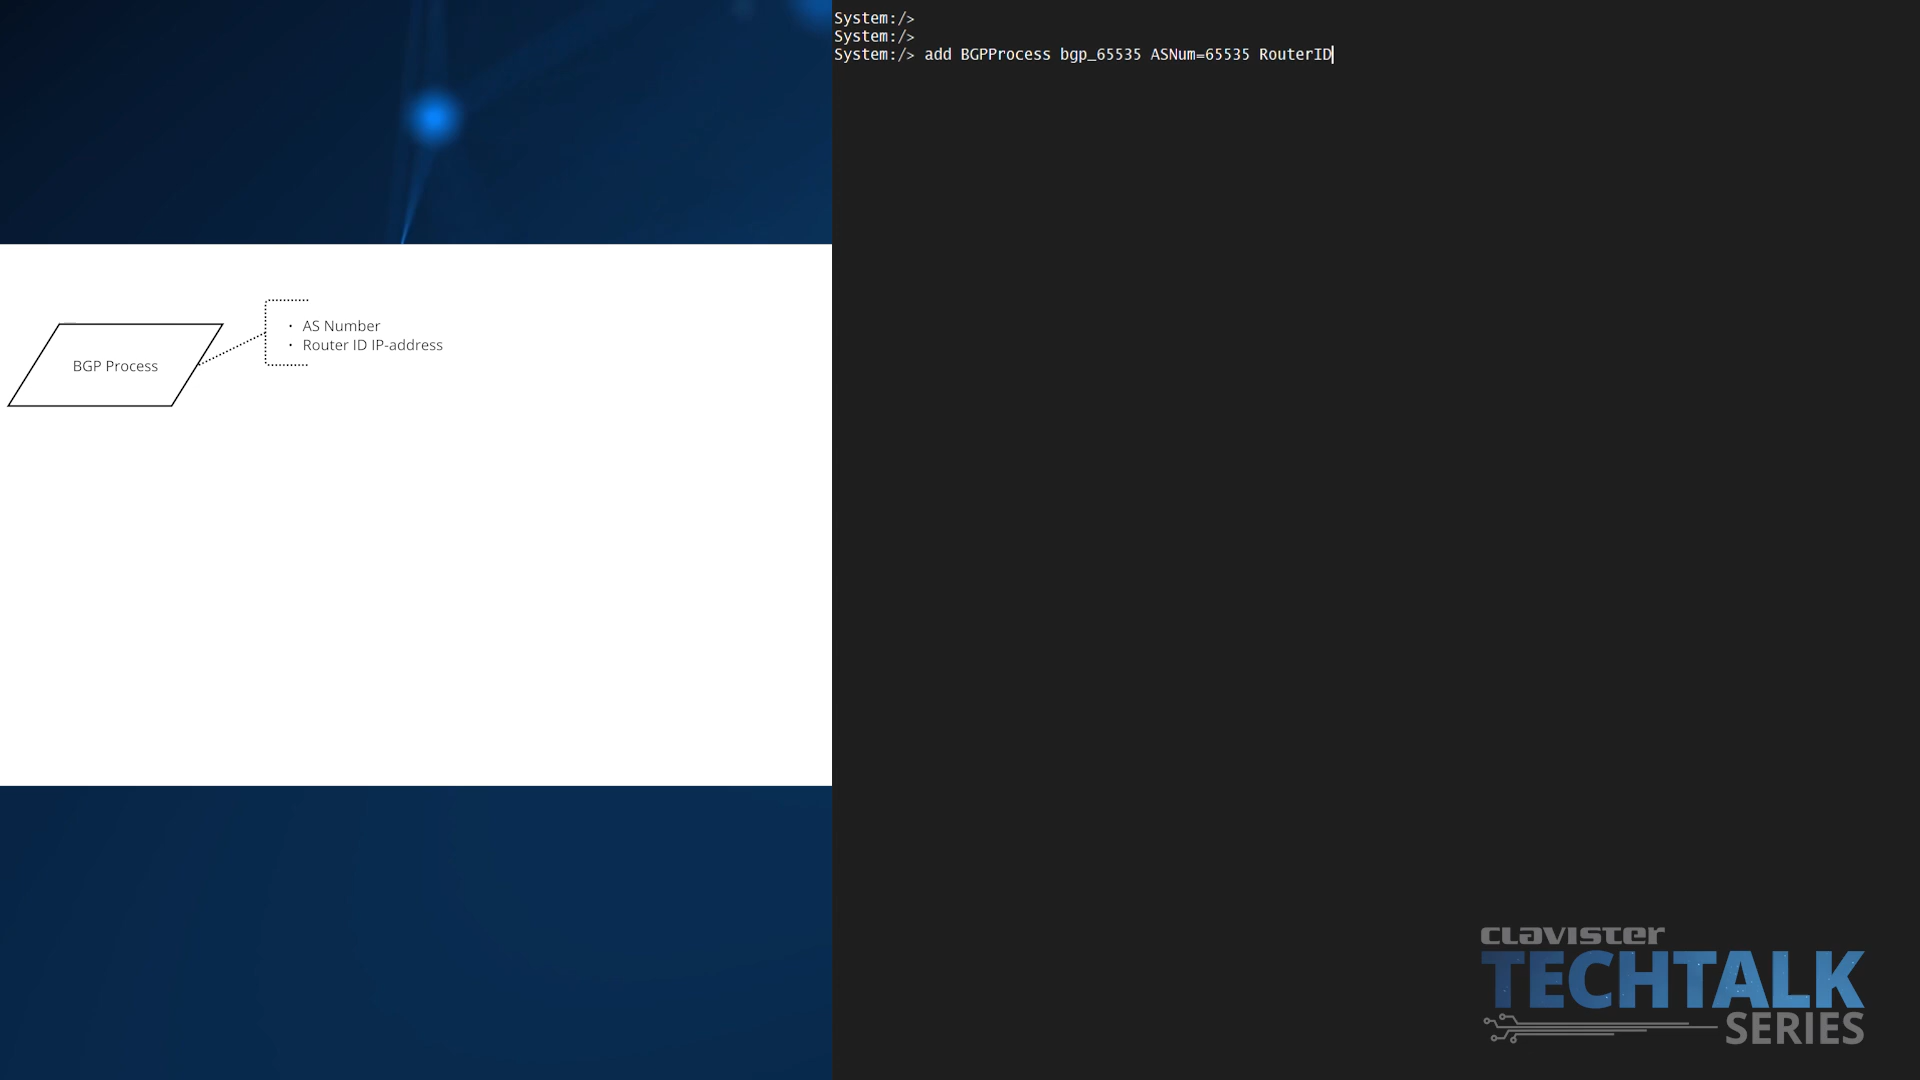 System:/>
System:/>
System:/> add BGPProcess bgp_65535 ASNum=65535 RouterID
• AS Number
• Router ID IP-address
BGP Process
CLAVISTER
TECHTALK
SERIES